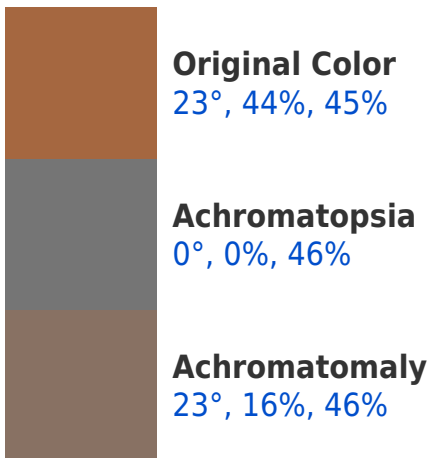 Original Color
23°, 44%, 45%
Achromatopsia
0°, 0%, 46%
Achromatomaly
23°, 16%, 46%